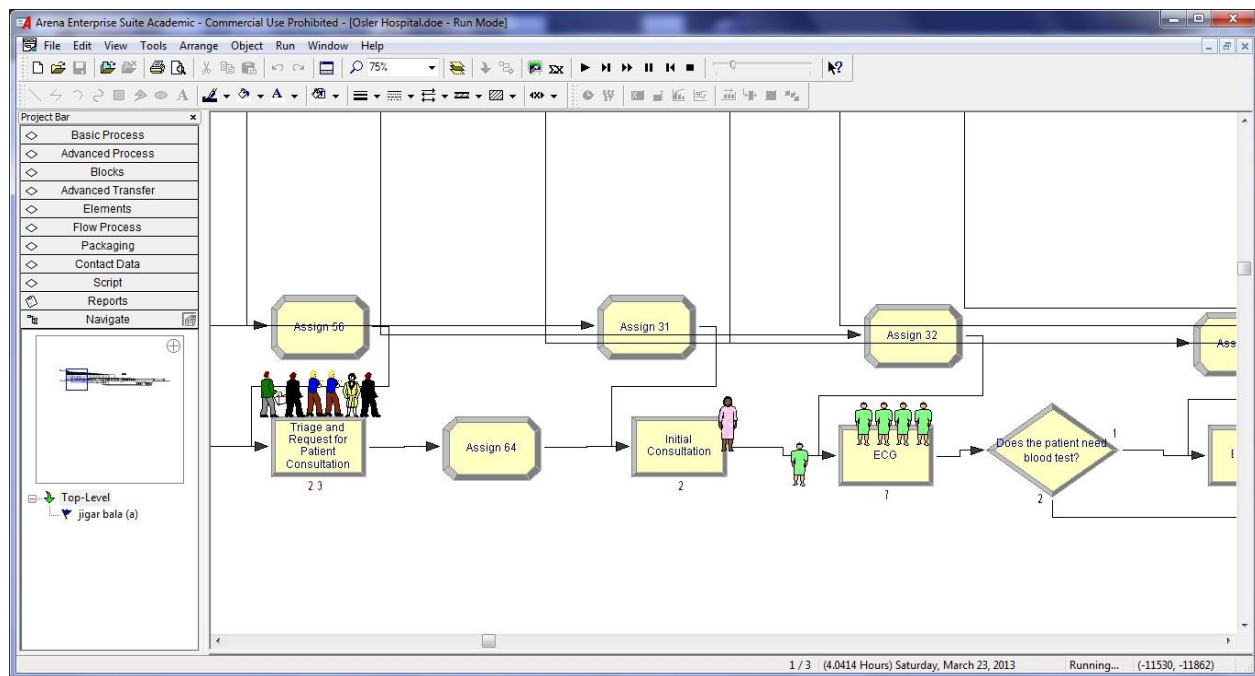 Arena Enterprise Suite Academic - Commercial Use Prohibited - [Osler Hospital.doe - Run Mode]
File Edit View Tools Arrange Object Run Window Help
75%
Project Bar
Basic Process
Advanced Process
Blocks
Advanced Transfer
Elements
Flow Process
Packaging
Contact Data
Script
Reports
Navigate
Top-Level
jigar bala (a)
Assign 56
Assign 31
Assign 32
Ass
Triage and
Request for
Patient
Consultation
2 3
Assign 64
Initial
Consultation
2
ECG
7
Does the patient need
blood test?
1
2
1 / 3 (4.0414 Hours) Saturday, March 23, 2013 Running... (-11530, -11862)